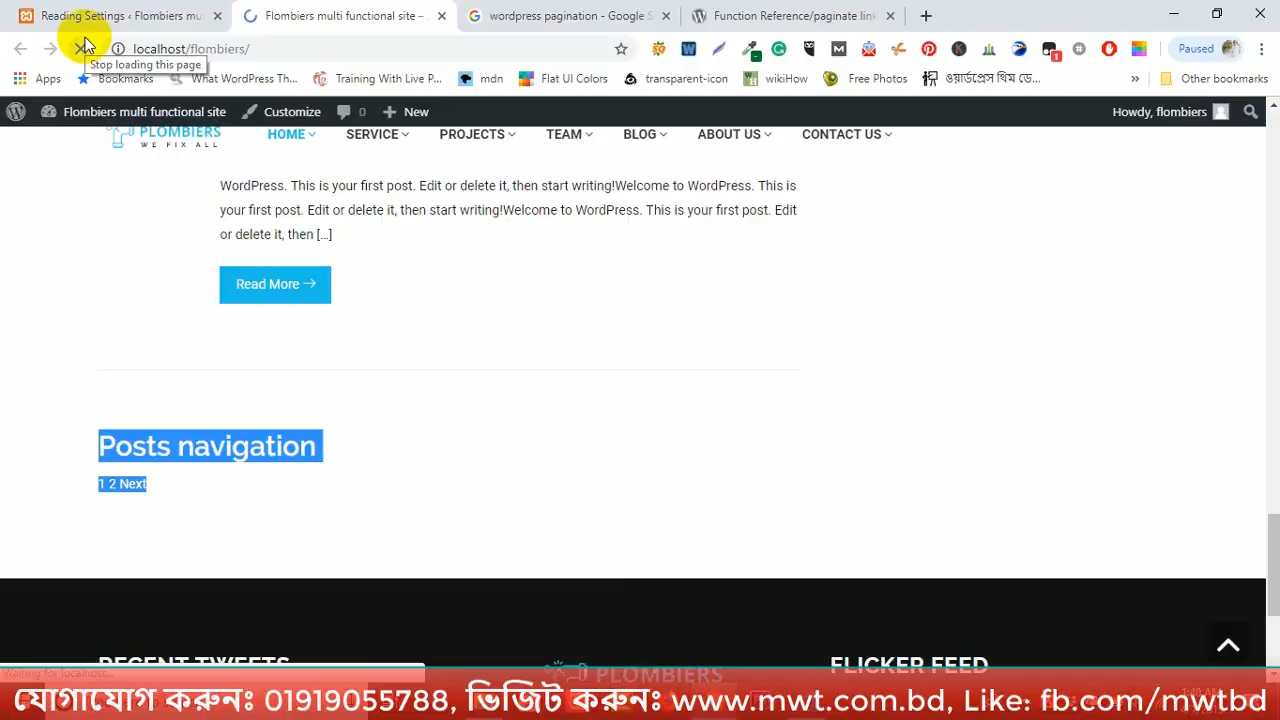 Reading Settings ‹ Flombiers mu
Flombiers multi functional site –
wordpress pagination - Google S
Function reference/paginate link
localhost/flombiers/
Paused
Stop loading this page
Apps
Bookmarks
What WordPress Th...
Training With Live P...
mdn
Flat UI Colors
transparent-ico
wikiHow
Free Photos
ওয়ার্ডপ্রেস থিম ডে...
»
Other bookmarks
Flombiers multi functional site
Customize
0
New
Howdy, flombiers
PLOMBIERS
WE FIX ALL
HOME
SERVICE
PROJECTS
TEAM
BLOG
ABOUT US
CONTACT US
WordPress. This is your first post. Edit or delete it, then start writing!Welcome to WordPress. This is
your first post. Edit or delete it, then start writing!Welcome to WordPress. This is your first post. Edit
or delete it, then […]
Read More
Posts navigation
1 2 Next
RECENT TWEETS
PLOMBIERS
FLICKER FEED
Waiting for localhost...
যোগাযোগ করুনঃ 01919055788, ভিজিট করুনঃ www.mwt.com.bd, Like: fb.com/mwtbd